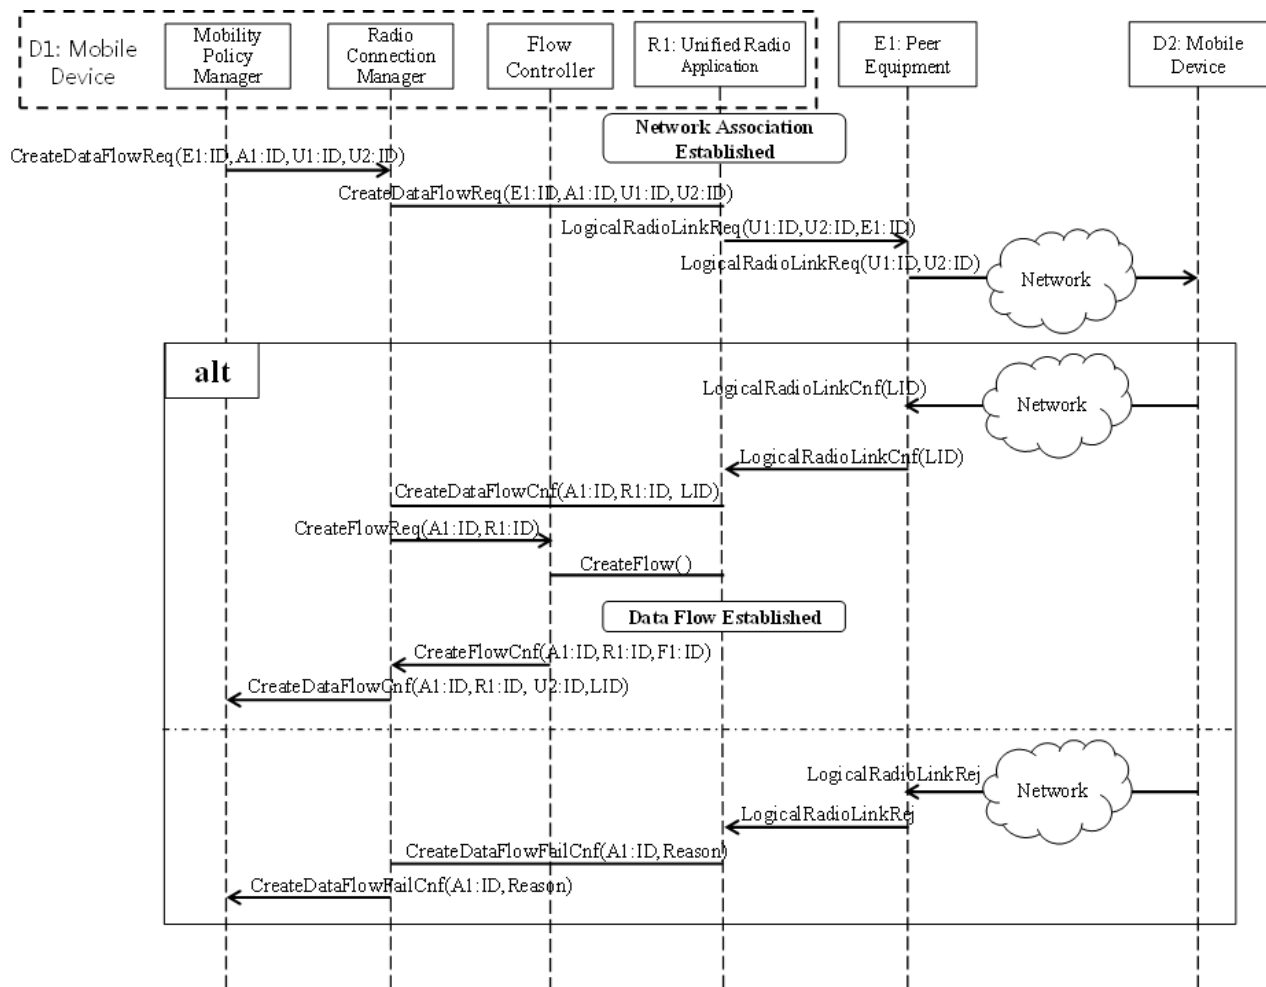 D1: Mobile
Device
Mobility
Policy
Manager
Radio
Connection
Manager
Flow
Controller
R1: Unified Radio
Application
E1: Peer
Equipment
D2: Mobile
Device
Network Association
Established
CreateDataFlowReq(E1:ID,A1:ID,U1:ID,U2:ID)
CreateDataFlowReq(E1:ID,A1:ID,U1:ID,U2:ID)
LogicalRadioLinkReq(U1:ID,U2:ID,E1:ID)
LogicalRadioLinkReq(U1:ID,U2:ID)
Network
alt
LogicalRadioLinkCnf(LID)
Network
LogicalRadioLinkCnf(LID)
CreateDataFlowCnf(A1:ID,R1:ID, LID)
CreateFlowReq(A1:ID,R1:ID)
CreateFlow()
Data Flow Established
CreateFlowCnf(A1:ID,R1:ID,F1:ID)
CreateDataFlowCnf(A1:ID,R1:ID, U2:ID,LID)
LogicalRadioLinkRej
Network
LogicalRadioLinkRej
CreateDataFlowFailCnf(A1:ID,Reason)
CreateDataFlowFailCnf(A1:ID,Reason)